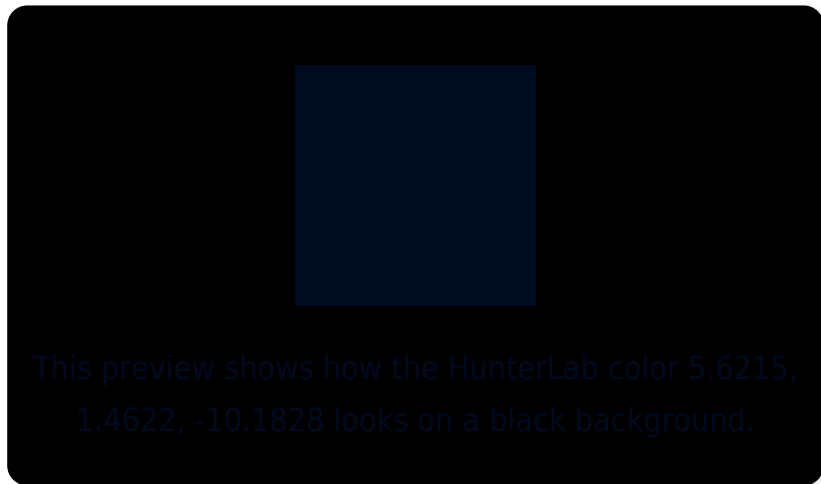 This preview shows how the HunterLab color 5.6215,
1.4622, -10.1828 looks on a black background.